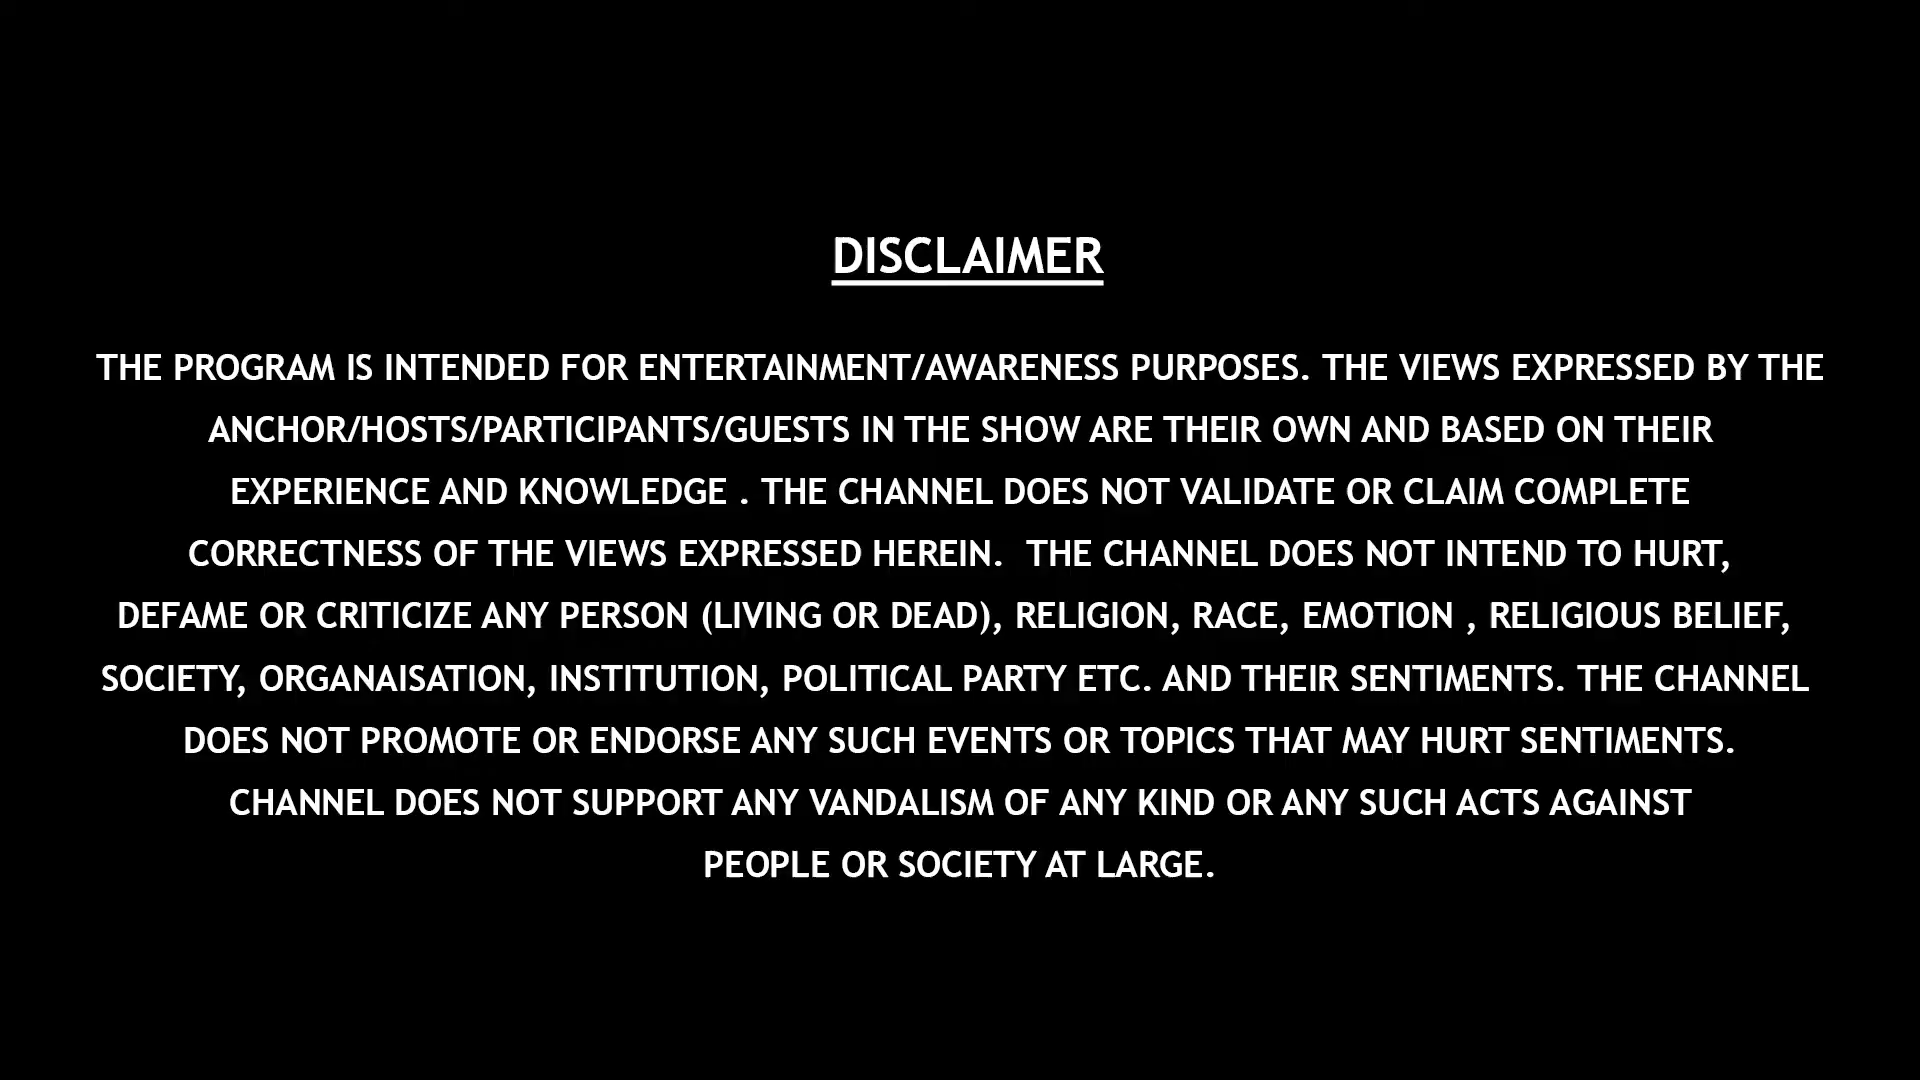 DISCLAIMER
THE PROGRAM IS INTENDED FOR ENTERTAINMENT/AWARENESS PURPOSES. THE VIEWS EXPRESSED BY THE
ANCHOR/HOSTS/PARTICIPANTS/GUESTS IN THE SHOW ARE THEIR OWN AND BASED ON THEIR
EXPERIENCE AND KNOWLEDGE . THE CHANNEL DOES NOT VALIDATE OR CLAIM COMPLETE
CORRECTNESS OF THE VIEWS EXPRESSED HEREIN.  THE CHANNEL DOES NOT INTEND TO HURT,
DEFAME OR CRITICIZE ANY PERSON (LIVING OR DEAD), RELIGION, RACE, EMOTION , RELIGIOUS BELIEF,
SOCIETY, ORGANAISATION, INSTITUTION, POLITICAL PARTY ETC. AND THEIR SENTIMENTS. THE CHANNEL
DOES NOT PROMOTE OR ENDORSE ANY SUCH EVENTS OR TOPICS THAT MAY HURT SENTIMENTS.
CHANNEL DOES NOT SUPPORT ANY VANDALISM OF ANY KIND OR ANY SUCH ACTS AGAINST
PEOPLE OR SOCIETY AT LARGE.